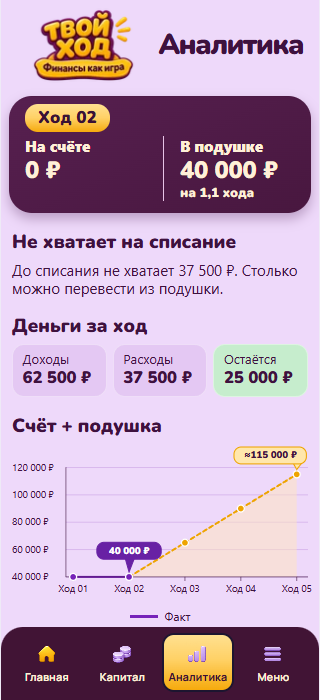 ТВОЙ
ХОД
Финансы как игра
Аналитика
Ход 02
На счёте
0 ₽
В подушке
40 000 ₽
на 1,1 хода
Не хватает на списание
До списания не хватает 37 500 ₽. Столько
можно перевести из подушки.
Деньги за ход
Доходы
62 500 ₽
Расходы
37 500 ₽
Остаётся
25 000 ₽
Счёт + подушка
≈115 000 ₽
120 000 ₽
100 000 ₽
80 000 ₽
60 000 ₽
40 000 ₽
40 000 ₽
Ход 01
Ход 02
Ход 03
Ход 04
Ход 05
Факт
Главная
Капитал
Аналитика
Меню